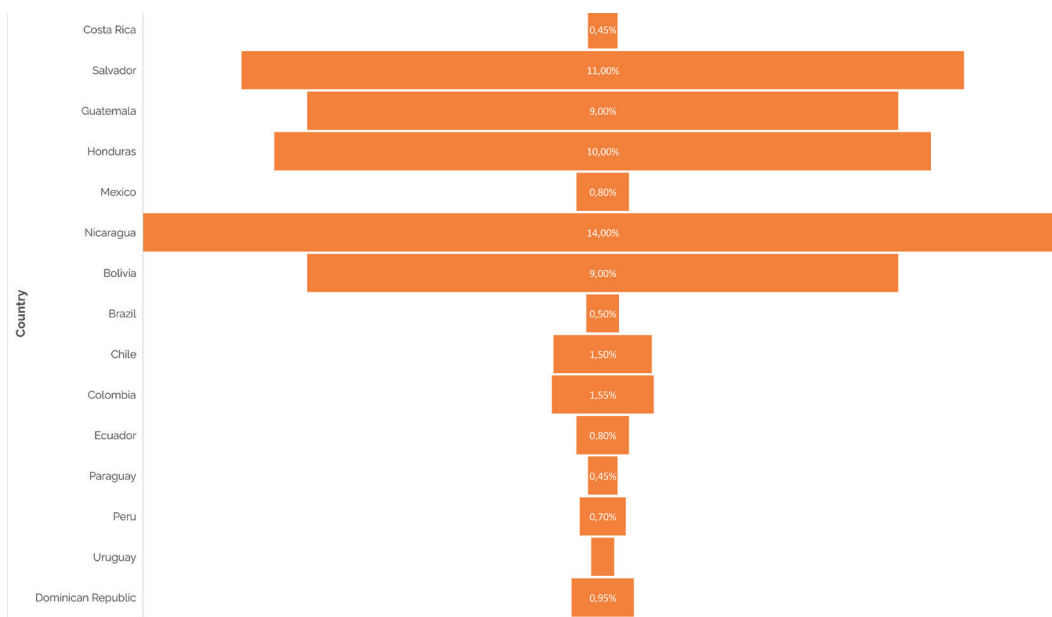 Country
Costa Rica 0,45%
Salvador 11,00%
Guatemala 9,00%
Honduras 10,00%
Mexico 0,80%
Nicaragua 14,00%
Bolivia 9,00%
Brazil 0,50%
Chile 1,50%
Colombia 1,55%
Ecuador 0,80%
Paraguay 0,45%
Peru 0,70%
Uruguay
Dominican Republic 0,95%